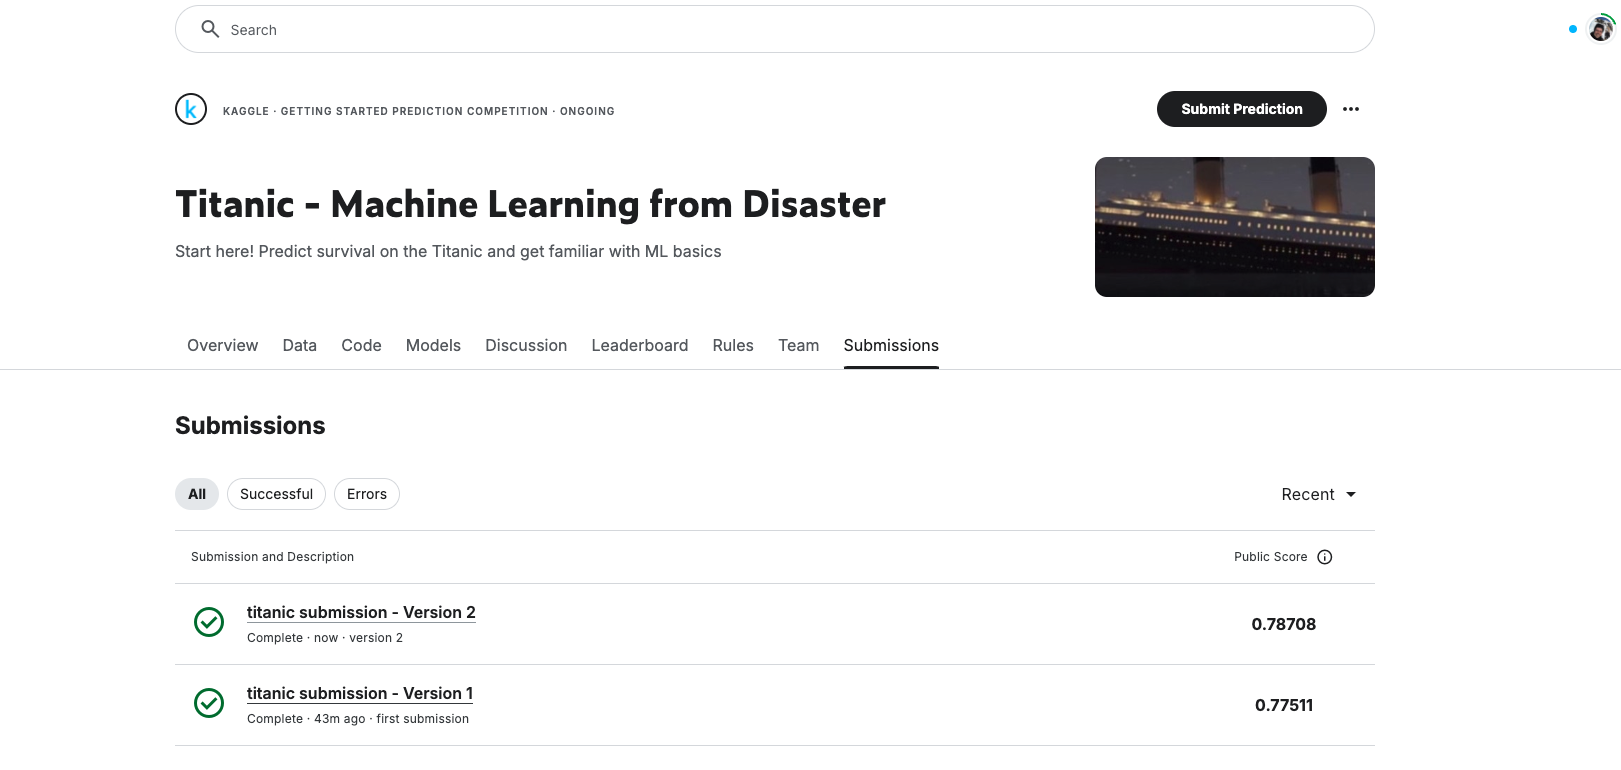 Search
k
KAGGLE · GETTING STARTED PREDICTION COMPETITION · ONGOING
Submit Prediction
Titanic - Machine Learning from Disaster
Start here! Predict survival on the Titanic and get familiar with ML basics
Overview Data Code Models Discussion Leaderboard Rules Team Submissions
Submissions
All Successful Errors Recent
Submission and Description Public Score
titanic submission - Version 2
Complete · now · version 2
0.78708
titanic submission - Version 1
Complete · 43m ago · first submission
0.77511